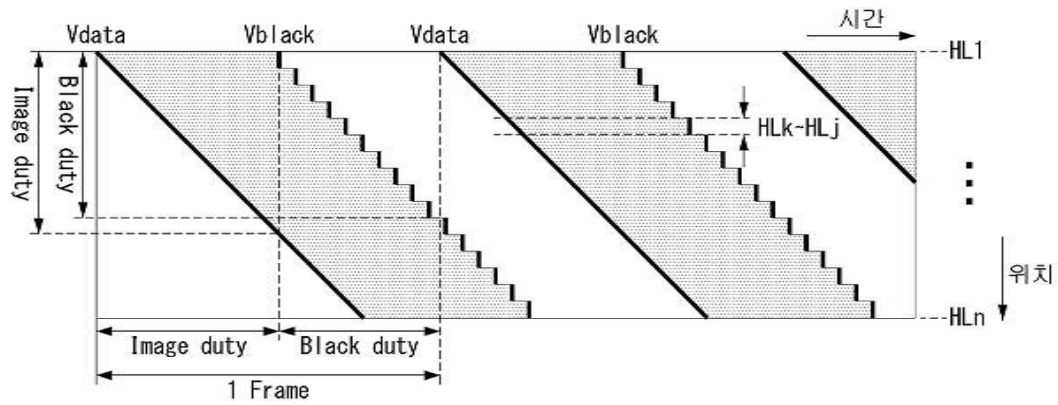 Vdata
Vblack
Vdata
Vblack
시간
HL1
Image duty
Black duty
HLk~HLj
위치
HLn
Image duty
Black duty
1 Frame